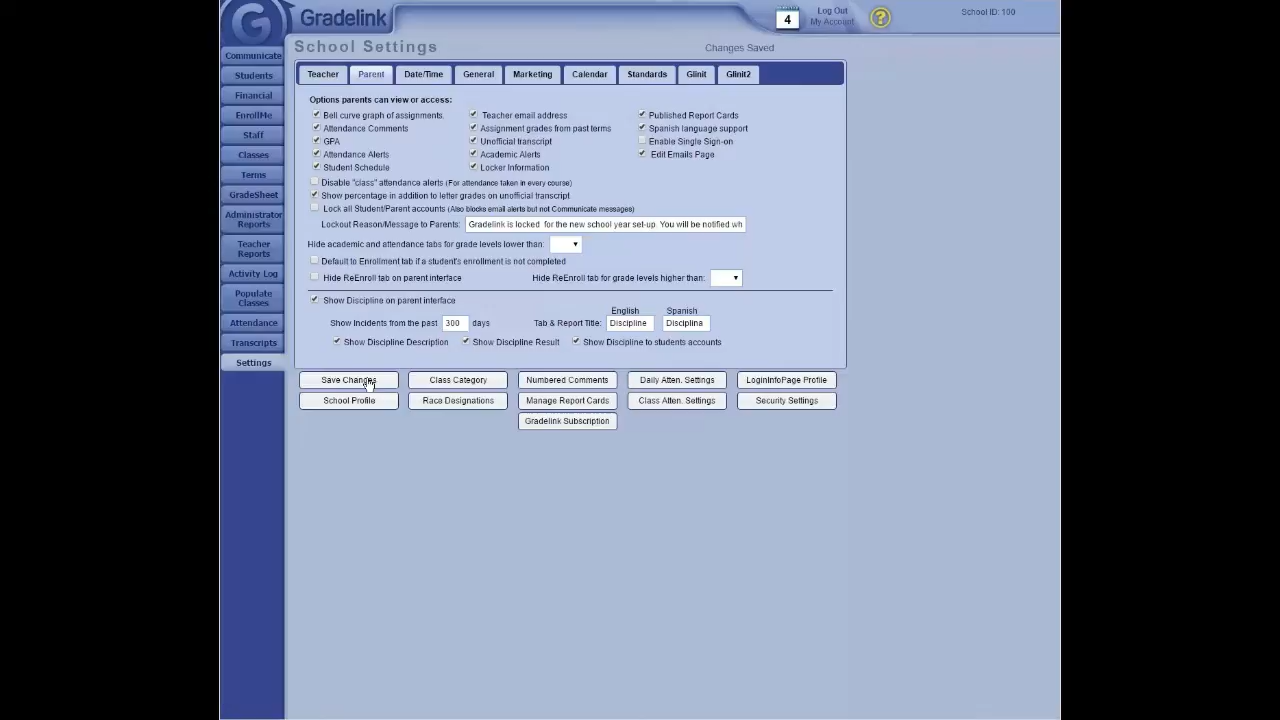 Gradelink
4
Log Out
My Account
?
School ID: 100
School Settings
Changes Saved
Communicate
Students
Financial
EnrollMe
Staff
Classes
Terms
GradeSheet
Administrator
Reports
Teacher
Reports
Activity Log
Populate
Classes
Attendance
Transcripts
Settings
Teacher Parent Date/Time General Marketing Calendar Standards Glinit Glinit2
Options parents can view or access:
Bell curve graph of assignments. Teacher email address Published Report Cards
Attendance Comments Assignment grades from past terms Spanish language support
GPA Unofficial transcript Enable Single Sign-on
Attendance Alerts Academic Alerts Edit Emails Page
Student Schedule Locker Information
Disable "class" attendance alerts (For attendance taken in every course)
Show percentage in addition to letter grades on unofficial transcript
Lock all Student/Parent accounts (Also blocks email alerts but not Communicate messages)
Lockout Reason/Message to Parents: Gradelink is locked for the new school year set-up. You will be notified wh
Hide academic and attendance tabs for grade levels lower than:
Default to Enrollment tab if a student's enrollment is not completed
Hide ReEnroll tab on parent interface Hide ReEnroll tab for grade levels higher than:
Show Discipline on parent interface
English Spanish
Show Incidents from the past 300 days Tab & Report Title: Discipline Disciplina
Show Discipline Description Show Discipline Result Show Discipline to students accounts
Save Changes Class Category Numbered Comments Daily Atten. Settings LoginInfoPage Profile
School Profile Race Designations Manage Report Cards Class Atten. Settings Security Settings
Gradelink Subscription